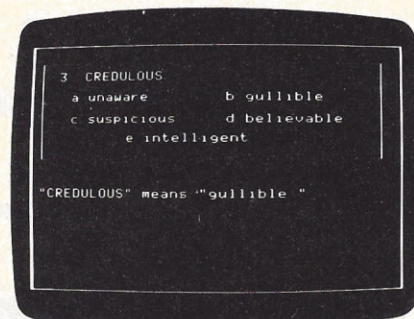 3 CREDULOUS
a unaware b gullible
c suspicious d believable
e intelligent
"CREDULOUS" means "gullible "